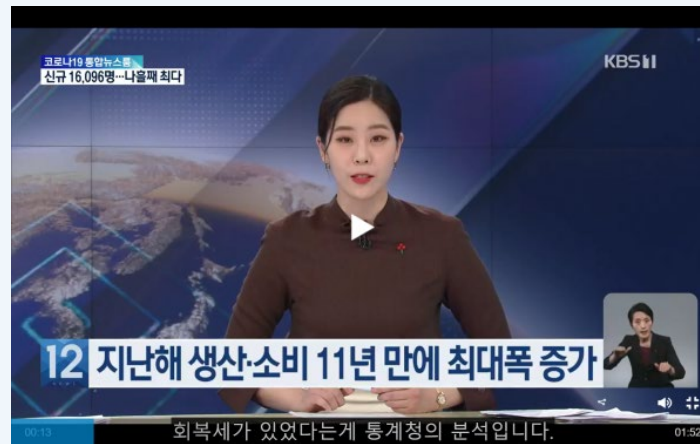 코로나19 통합뉴스룸
신규 16,096명…나흘째 최다
KBS 1
12 지난해 생산·소비 11년 만에 최대폭 증가
NEWS
00:13
회복세가 있었다는게 통계청의 분석입니다.
01:52